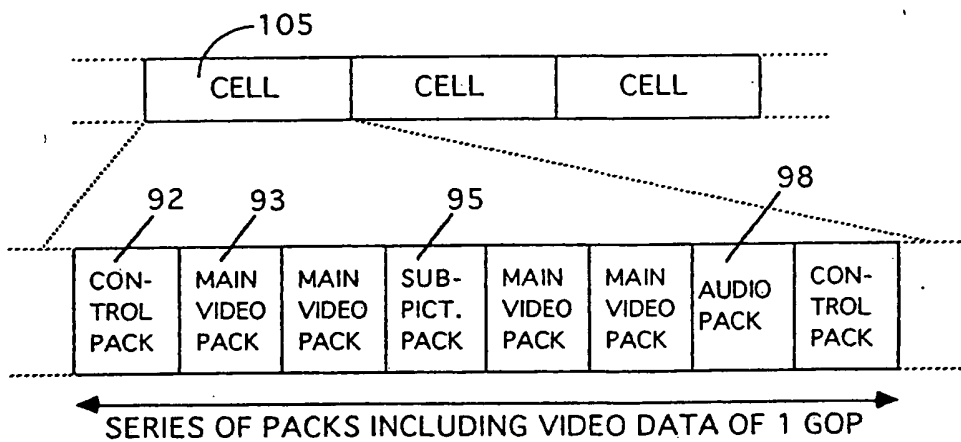 105
CELL CELL CELL
92 93 95 98
CON- MAIN MAIN SUB- MAIN MAIN AUDIO CON-
TROL VIDEO VIDEO PICT. VIDEO VIDEO PACK TROL
PACK PACK PACK PACK PACK PACK PACK
SERIES OF PACKS INCLUDING VIDEO DATA OF 1 GOP